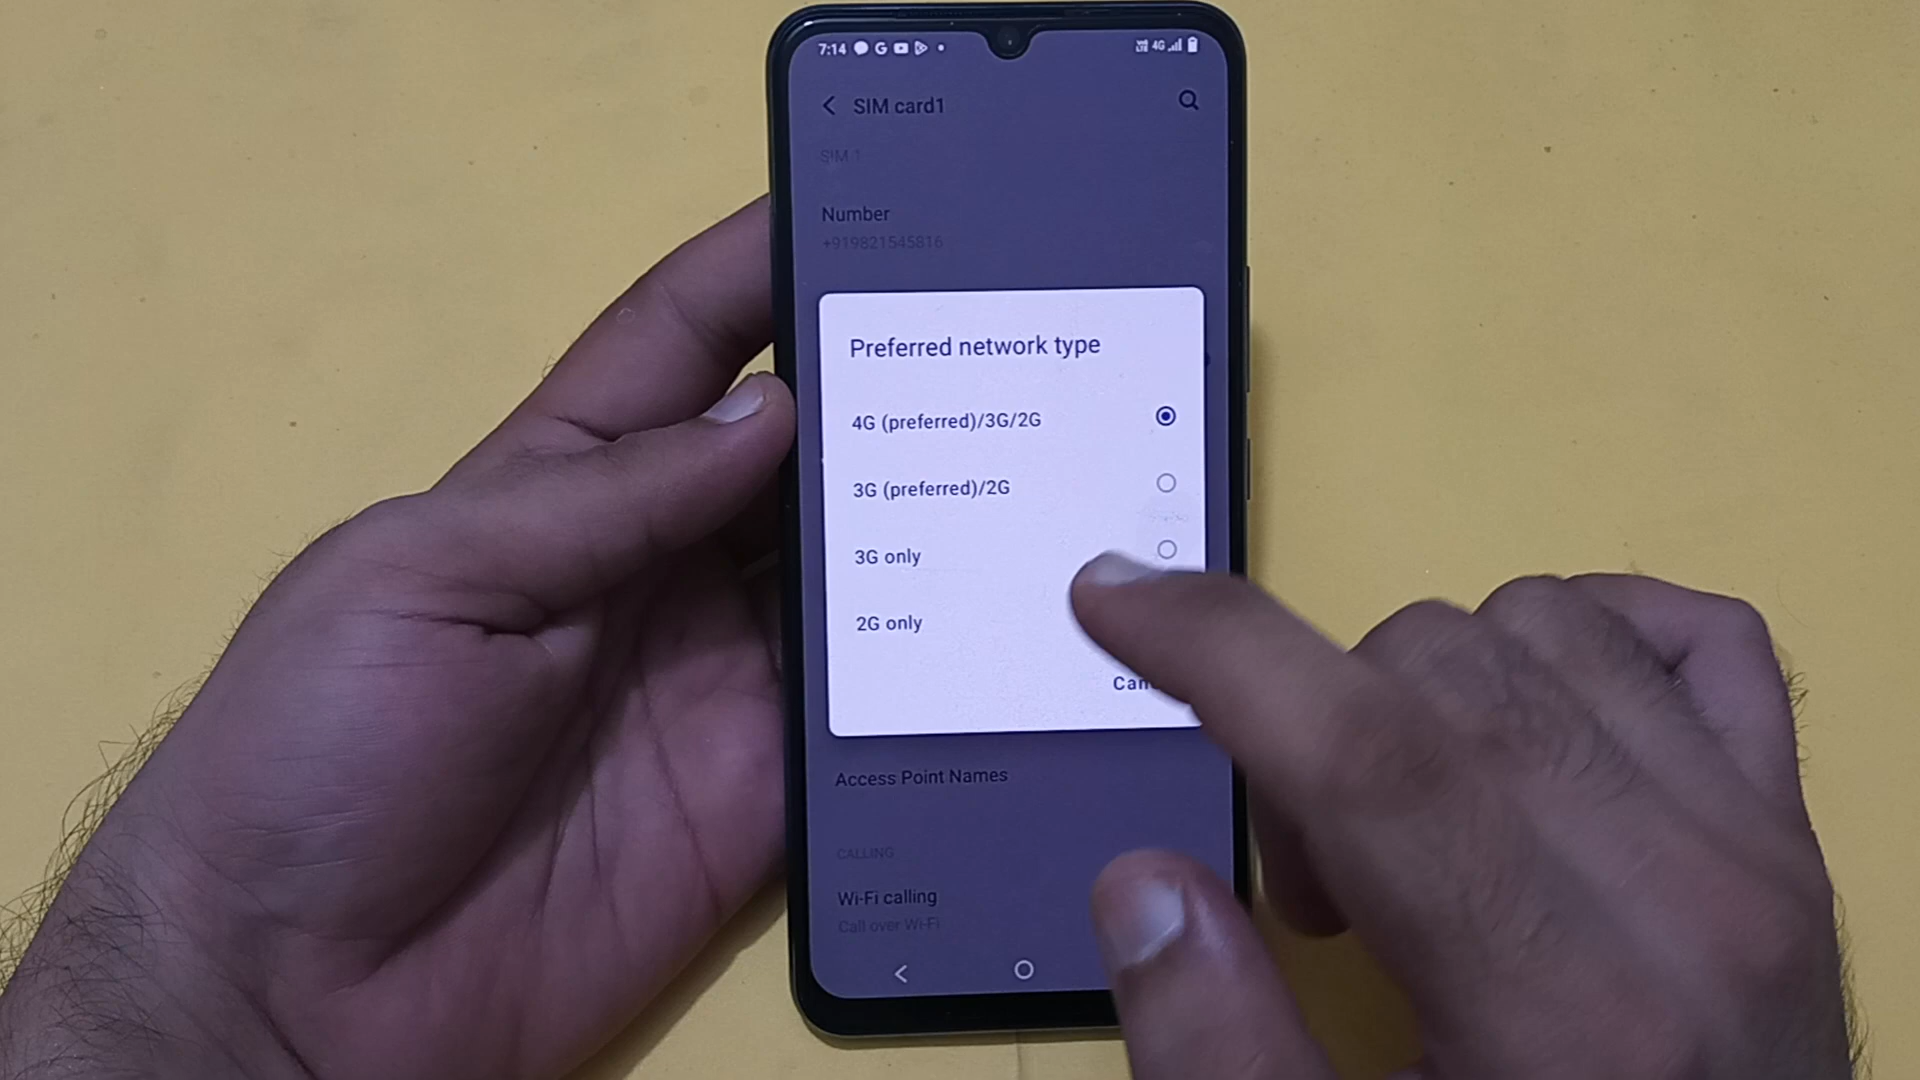 7:14 G 4G
SIM card1
SIM 1
Number
+919821545816
Preferred network type
4G (preferred)/3G/2G
3G (preferred)/2G
3G only
2G only
Can
Access Point Names
CALLING
Wi-Fi calling
Call over Wi-Fi